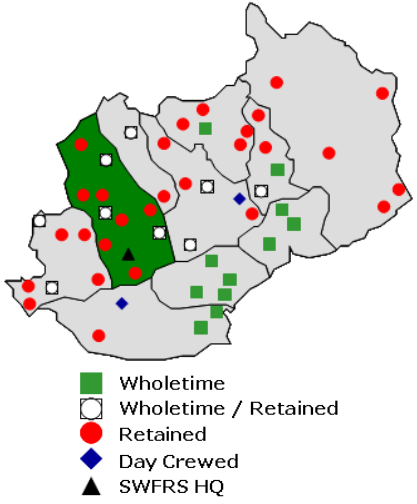 Wholetime
Wholetime / Retained
Retained
Day Crewed
SWFRS HQ